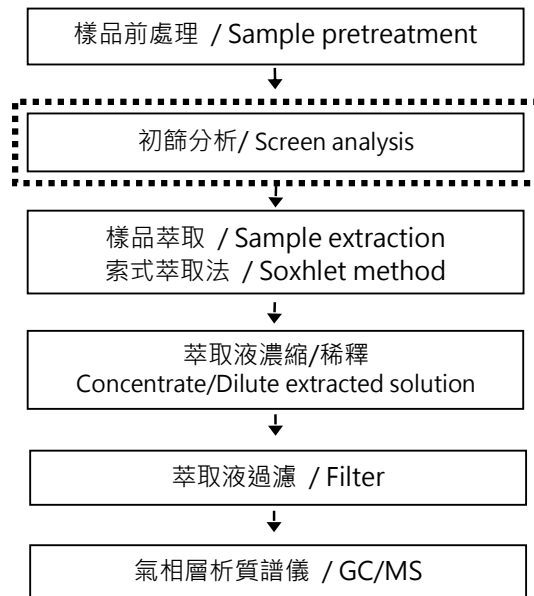 樣品前處理 / Sample pretreatment
初篩分析/ Screen analysis
樣品萃取 / Sample extraction
索式萃取法 / Soxhlet method
萃取液濃縮/稀釋
Concentrate/Dilute extracted solution
萃取液過濾 / Filter
氣相層析質譜儀 / GC/MS